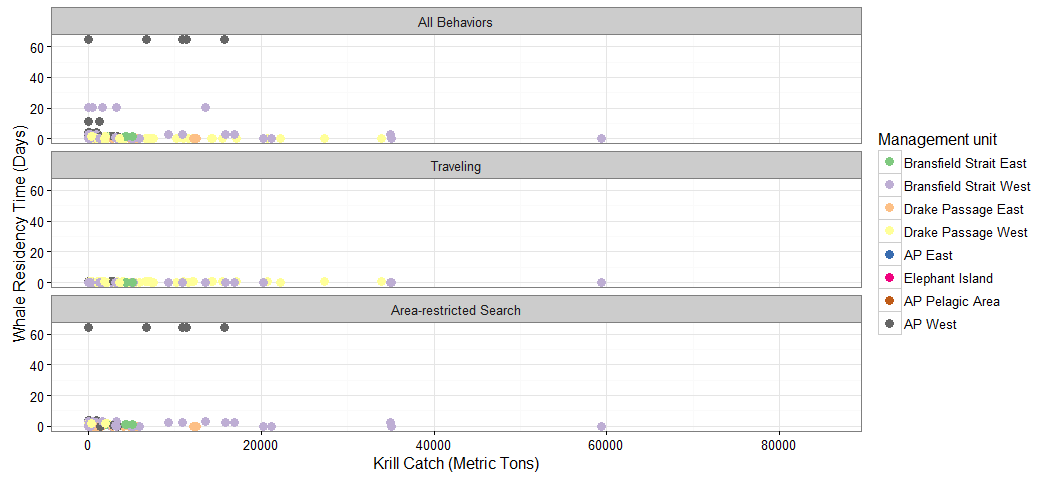 All Behaviors
60
40
20
0
Traveling
60
40
20
0
Area-restricted Search
60
40
20
0
0 20000 40000 60000 80000
Krill Catch (Metric Tons)
Whale Residency Time (Days)
Management unit
Bransfield Strait East
Bransfield Strait West
Drake Passage East
Drake Passage West
AP East
Elephant Island
AP Pelagic Area
AP West